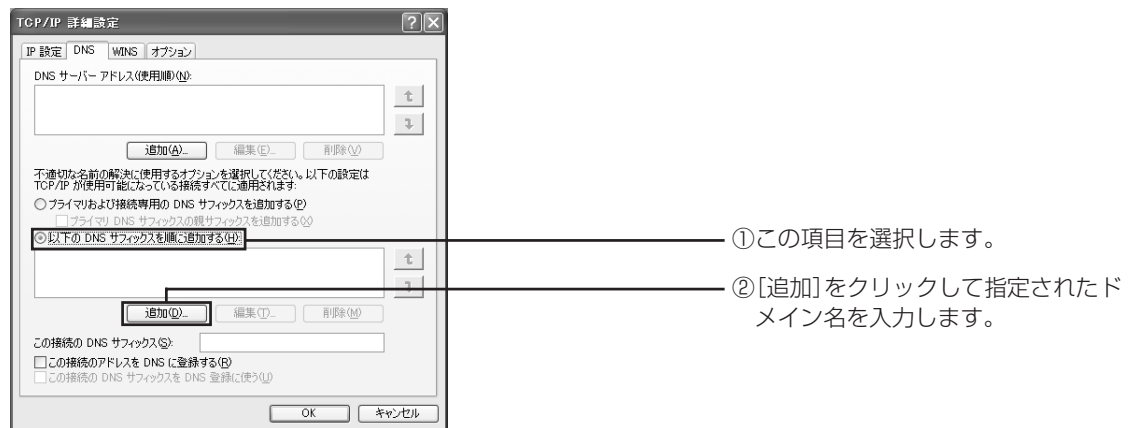 TCP/IP 詳細設定
IP 設定 DNS WINS オプション
DNS サーバー アドレス(使用順)(N):
追加(A)... 編集(E)... 削除(V)
不適切な名前の解決に使用するオプションを選択してください。以下の設定は
TCP/IP が使用可能になっている接続すべてに適用されます:
プライマリおよび接続専用の DNS サフィックスを追加する(P)
プライマリ DNS サフィックスの親サフィックスを追加する(X)
以下の DNS サフィックスを順に追加する(H):
①この項目を選択します。
②[追加]をクリックして指定されたド
メイン名を入力します。
追加(D)... 編集(T)... 削除(M)
この接続の DNS サフィックス(S):
この接続のアドレスを DNS に登録する(R)
この接続の DNS サフィックスを DNS 登録に使う(U)
OK キャンセル